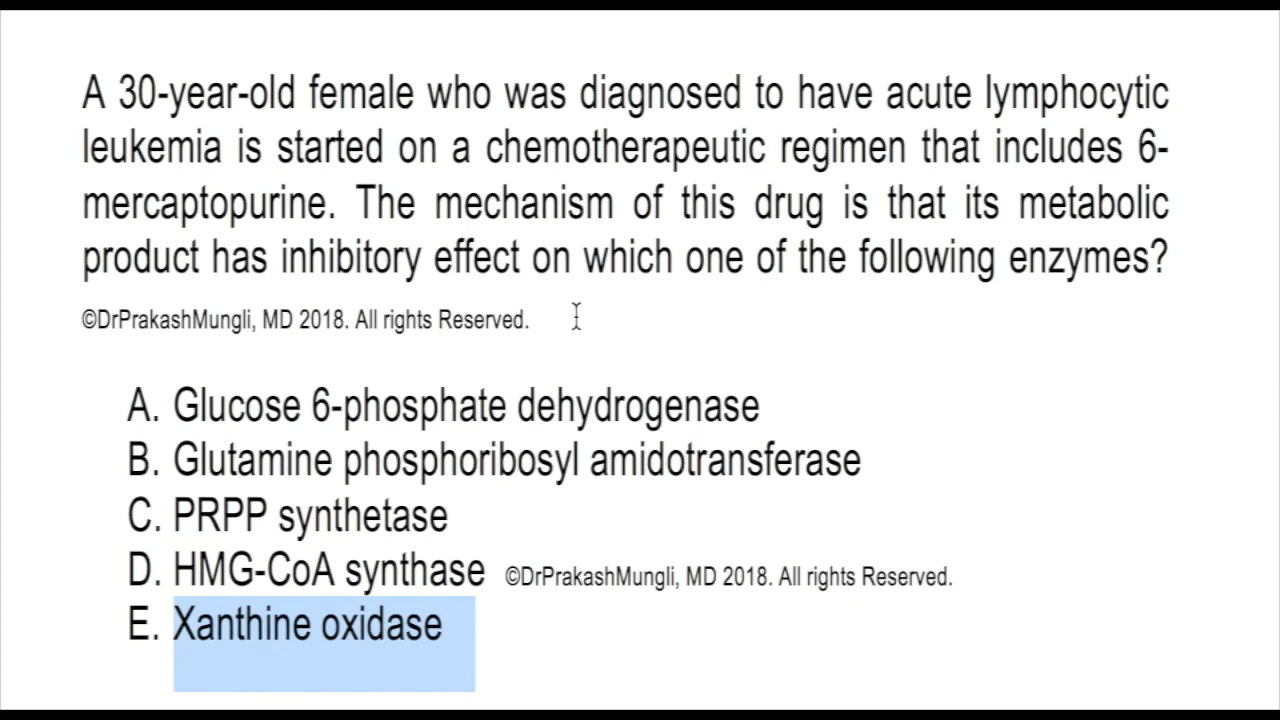 A 30-year-old female who was diagnosed to have acute lymphocytic
leukemia is started on a chemotherapeutic regimen that includes 6-
mercaptopurine. The mechanism of this drug is that its metabolic
product has inhibitory effect on which one of the following enzymes?
©DrPrakashMungli, MD 2018. All rights Reserved.
A. Glucose 6-phosphate dehydrogenase
B. Glutamine phosphoribosyl amidotransferase
C. PRPP synthetase
D. HMG-CoA synthase ©DrPrakashMungli, MD 2018. All rights Reserved.
E. Xanthine oxidase